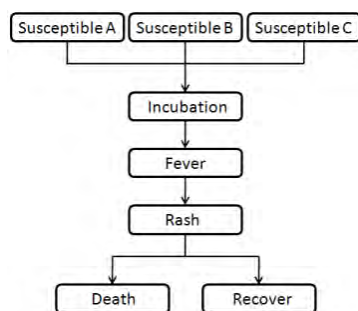 Susceptible A Susceptible B Susceptible C
Incubation
Fever
Rash
Death Recover